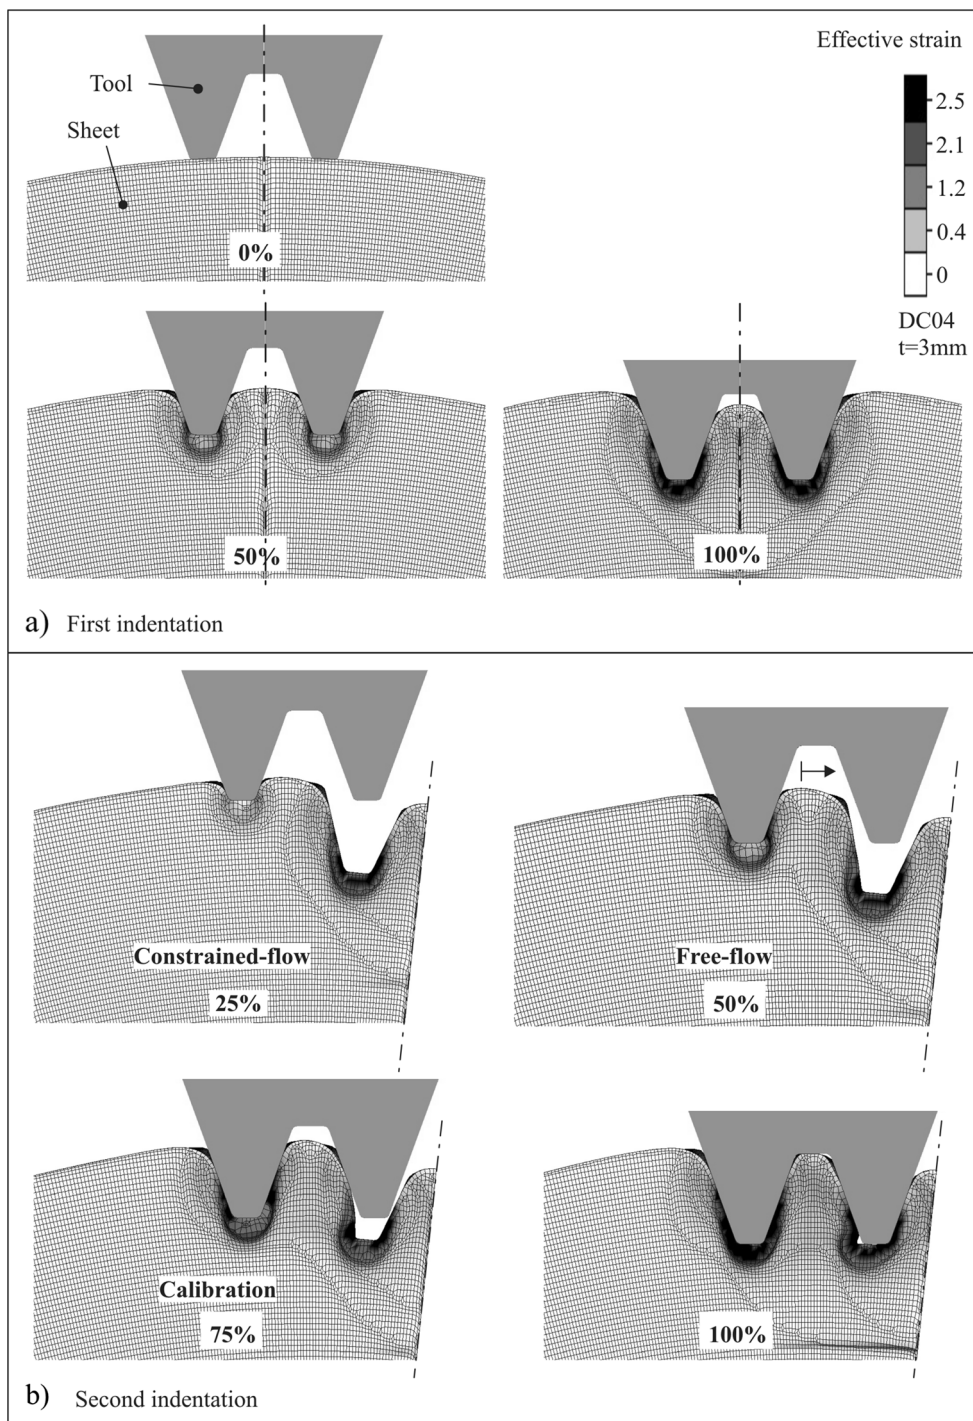 Effective strain
Tool
2.5
Sheet
2.1
1.2
0.4
0%
0
DC04
t=3mm
50%
100%
a) First indentation
Constrained-flow
25%
Free-flow
50%
Calibration
75%
100%
b) Second indentation